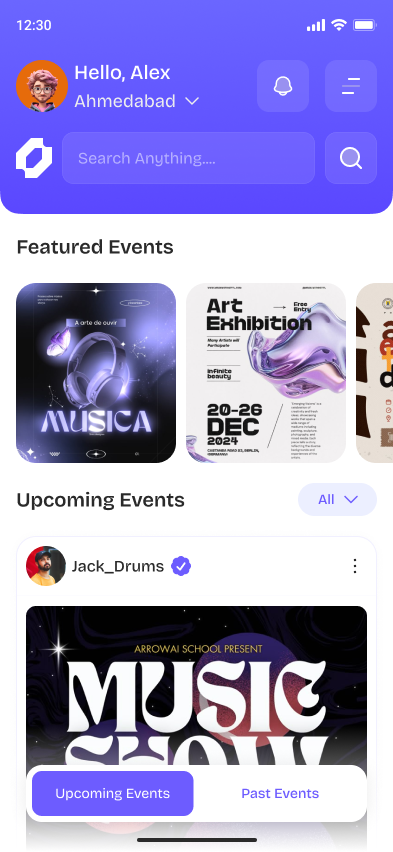 12:30
Hello, Alex
Ahmedabad
Search Anything....
Featured Events
A arte de ouvir
MUSICA
Art
Exhibition
Free
Entry
Many Artists will
Participate
Infinite
beauty
20-26
DEC
2024
Upcoming Events
All
Jack_Drums
ARROWAI SCHOOL PRESENT
MUSIC
SHOW
Upcoming Events
Past Events